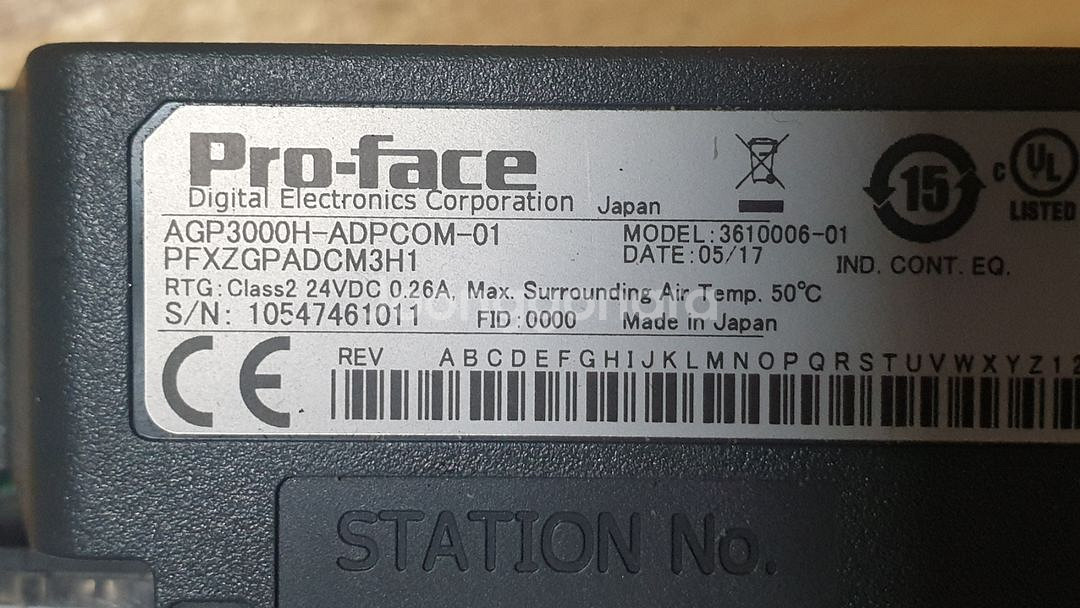 Pro-face
Digital Electronics Corporation Japan
AGP3000H-ADPCOM-01 MODEL:3610006-01
PFXZGPADCM3H1 DATE:05/17
RTG:Class2 24VDC 0.26A, Max. Surrounding Air Temp. 50°C
S/N: 10547461011 FID:0000 Made in Japan
15
C UL
LISTED
IND. CONT. EQ.
CE
REV ABCDEFGHIJKLMNOPQRSTUVWXYZ12
STATION No.